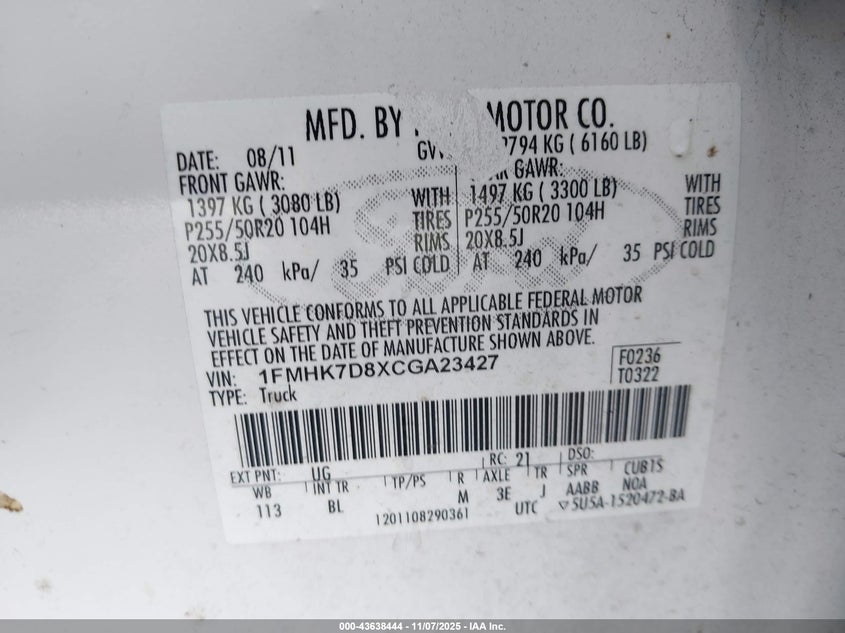 MFD. BY MOTOR CO.
DATE: 08/11
2794 KG ( 6160 LB)
FRONT GAWR:
GAWR:
1397 KG ( 3080 LB) WITH
1497 KG ( 3300 LB) WITH
P255/50R20 104H TIRES
P255/50R20 104H TIRES
20X8.5J RIMS
20X8.5J RIMS
AT 240 kPa/ 35 PSI COLD
AT 240 kPa/ 35 PSI COLD
THIS VEHICLE CONFORMS TO ALL APPLICABLE FEDERAL MOTOR
VEHICLE SAFETY AND THEFT PREVENTION STANDARDS IN
EFFECT ON THE DATE OF MANUFACTURE SHOWN ABOVE.
VIN: 1FMHK7D8XCGA23427
F0236
TYPE: Truck
T0322
EXT PNT: UG RC: 21 DSO:
WB INT TR TP/PS R AXLE TR SPR CUBTS
113 BL M 3E J AABB NOA
1201108290361 UTC ▽5U5A-1520472-BA
000-43638444 - 11/07/2025 - IAA Inc.